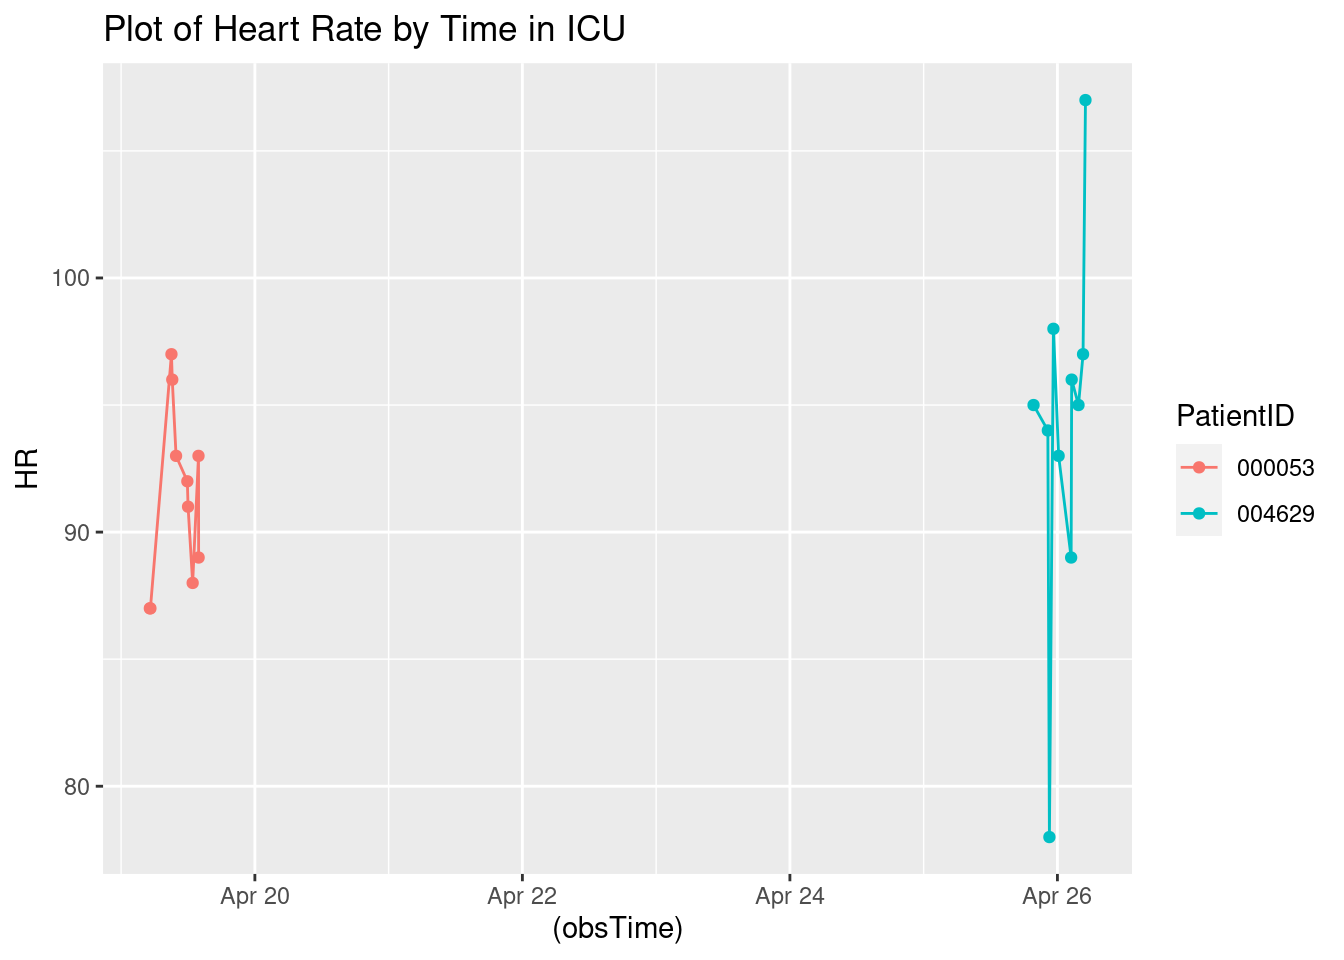 Plot of Heart Rate by Time in ICU
HR
100
90
80
Apr 20
Apr 22
Apr 24
Apr 26
(obsTime)
PatientID
000053
004629